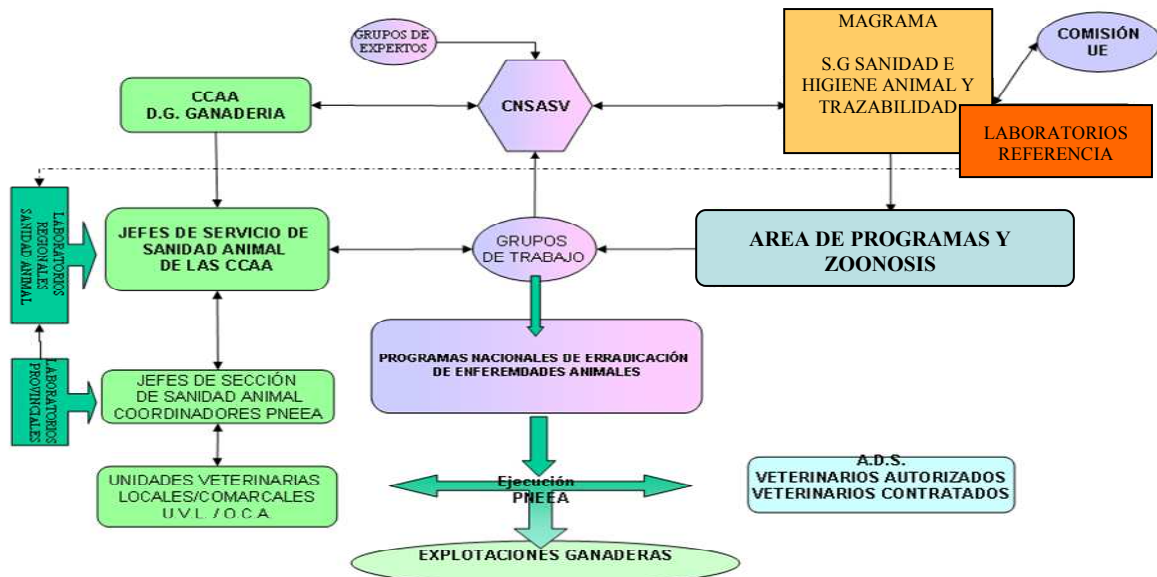 GRUPOS DE
EXPERTOS
MAGRAMA
S.G SANIDAD E
HIGIENE ANIMAL Y
TRAZABILIDAD
COMISIÓN
UE
CCAA
D.G. GANADERIA
CNSASV
LABORATORIOS
REFERENCIA
LABORATORIOS
REGIONALES
SANIDAD ANIMAL
JEFES DE SERVICIO DE
SANIDAD ANIMAL
DE LAS CCAA
GRUPOS
DE TRABAJO
AREA DE PROGRAMAS Y
ZOONOSIS
PROGRAMAS NACIONALES DE ERRADICACIÓN
DE ENFEREMDADES ANIMALES
LABORATORIOS
PROVINCIALES
JEFES DE SECCIÓN
DE SANIDAD ANIMAL
COORDINADORES PNEEA
UNIDADES VETERINARIAS
LOCALES/COMARCALES
U.V.L. / O.C.A.
Ejecución
PNEEA
A.D.S.
VETERINARIOS AUTORIZADOS
VETERINARIOS CONTRATADOS
EXPLOTACIONES GANADERAS